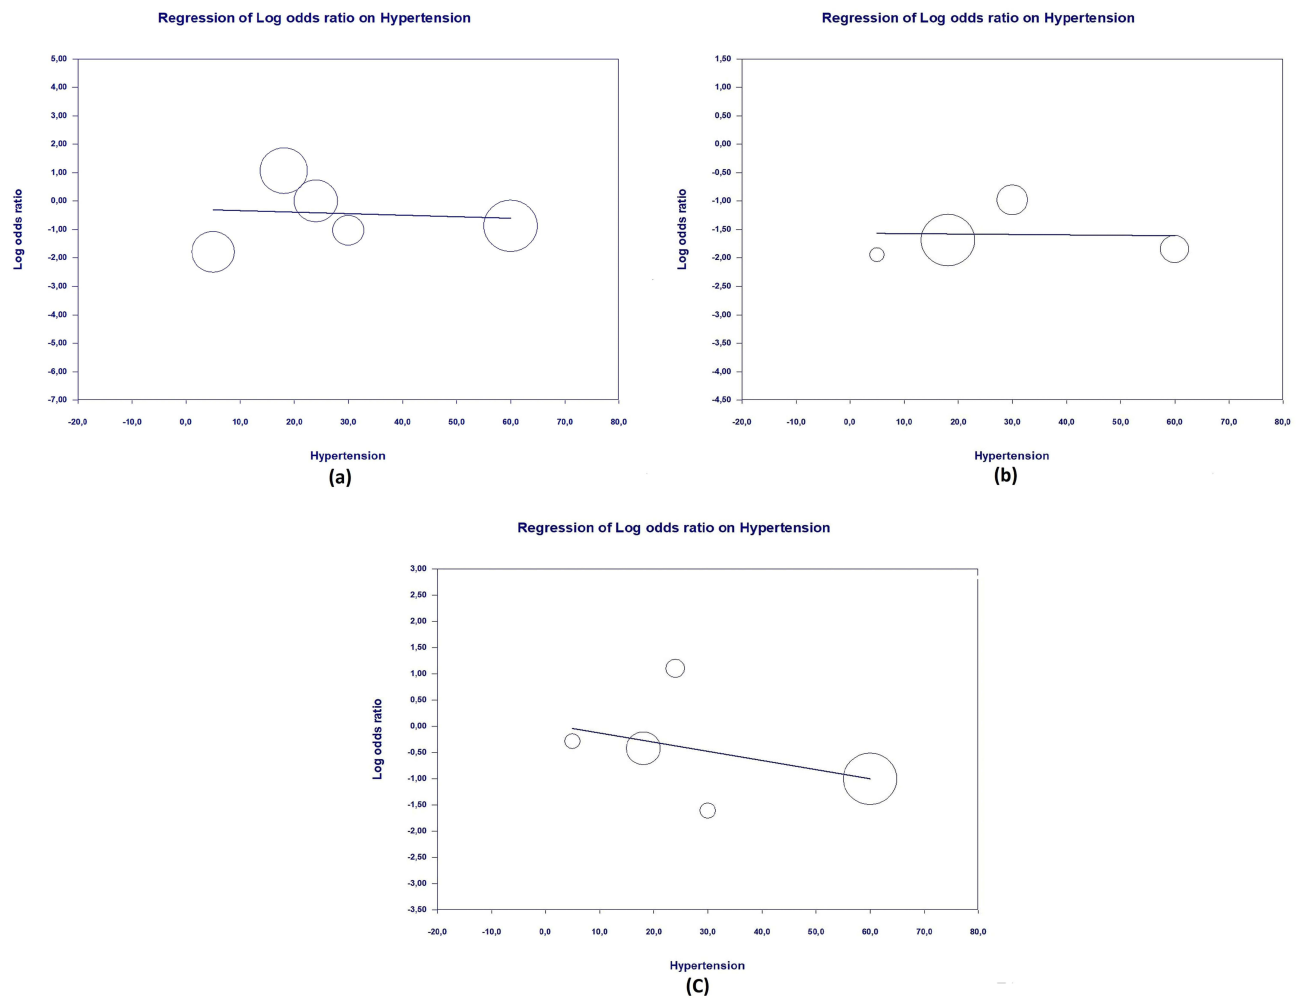 Regression of Log odds ratio on Hypertension
5,00
4,00
3,00
2,00
1,00
0,00
-1,00
-2,00
-3,00
-4,00
-5,00
-6,00
-7,00
Log odds ratio
-20,0 -10,0 0,0 10,0 20,0 30,0 40,0 50,0 60,0 70,0 80,0
Hypertension
(a)
Regression of Log odds ratio on Hypertension
1,50
1,00
0,50
0,00
-0,50
-1,00
-1,50
-2,00
-2,50
-3,00
-3,50
-4,00
-4,50
Log odds ratio
-20,0 -10,0 0,0 10,0 20,0 30,0 40,0 50,0 60,0 70,0 80,0
Hypertension
(b)
Regression of Log odds ratio on Hypertension
3,00
2,50
2,00
1,50
1,00
0,50
0,00
-0,50
-1,00
-1,50
-2,00
-2,50
-3,00
-3,50
Log odds ratio
-20,0 -10,0 0,0 10,0 20,0 30,0 40,0 50,0 60,0 70,0 80,0
Hypertension
(C)